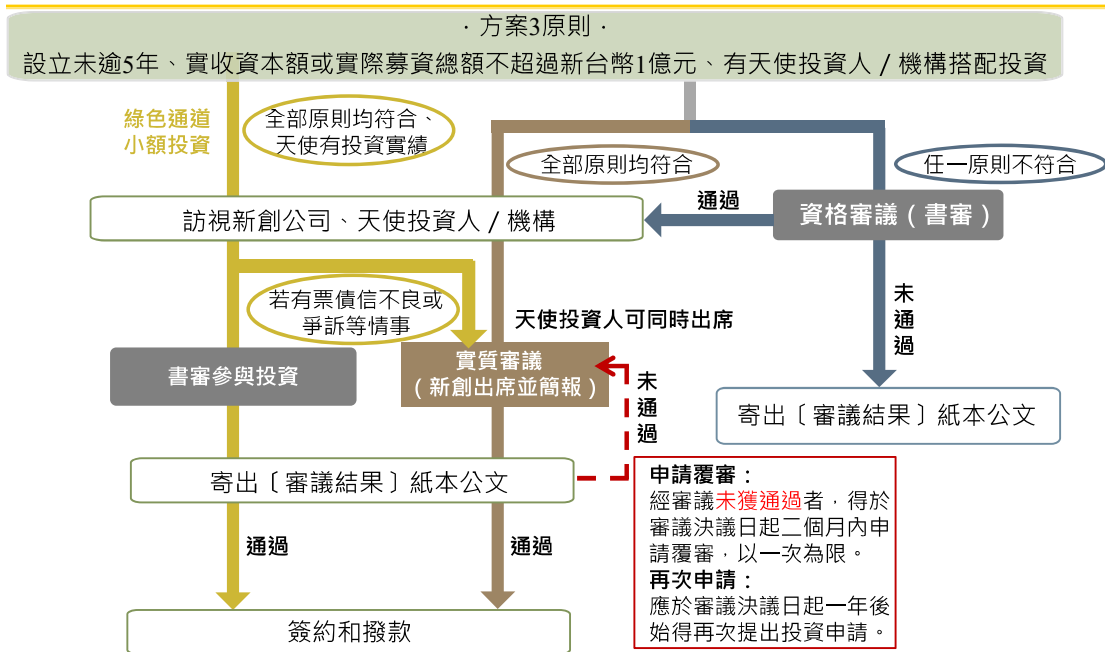 ．方案3原則．
設立未逾5年、實收資本額或實際募資總額不超過新台幣1億元、有天使投資人／機構搭配投資
綠色通道
小額投資
全部原則均符合、
天使有投資實績
全部原則均符合
任一原則不符合
訪視新創公司、天使投資人／機構
通過
資格審議（書審）
若有票債信不良或
爭訴等情事
天使投資人可同時出席
未
通
過
書審參與投資
實質審議
（新創出席並簡報）
未
通
過
寄出〔審議結果〕紙本公文
寄出〔審議結果〕紙本公文
申請覆審：
經審議未獲通過者，得於
審議決議日起二個月內申
請覆審，以一次為限。
再次申請：
應於審議決議日起一年後
始得再次提出投資申請。
通過
通過
簽約和撥款